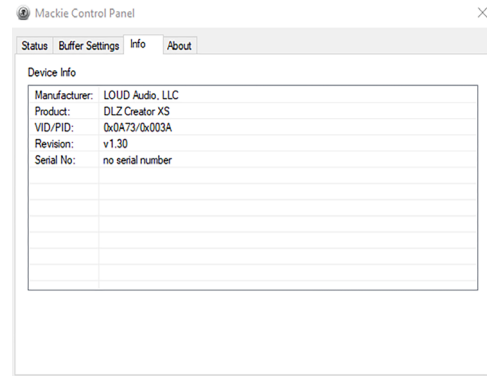 Mackie Control Panel
Status Buffer Settings Info About
Device Info
Manufacturer: LOUD Audio, LLC
Product: DLZ Creator XS
VID/PID: 0x0A73/0x003A
Revision: v1.30
Serial No: no serial number